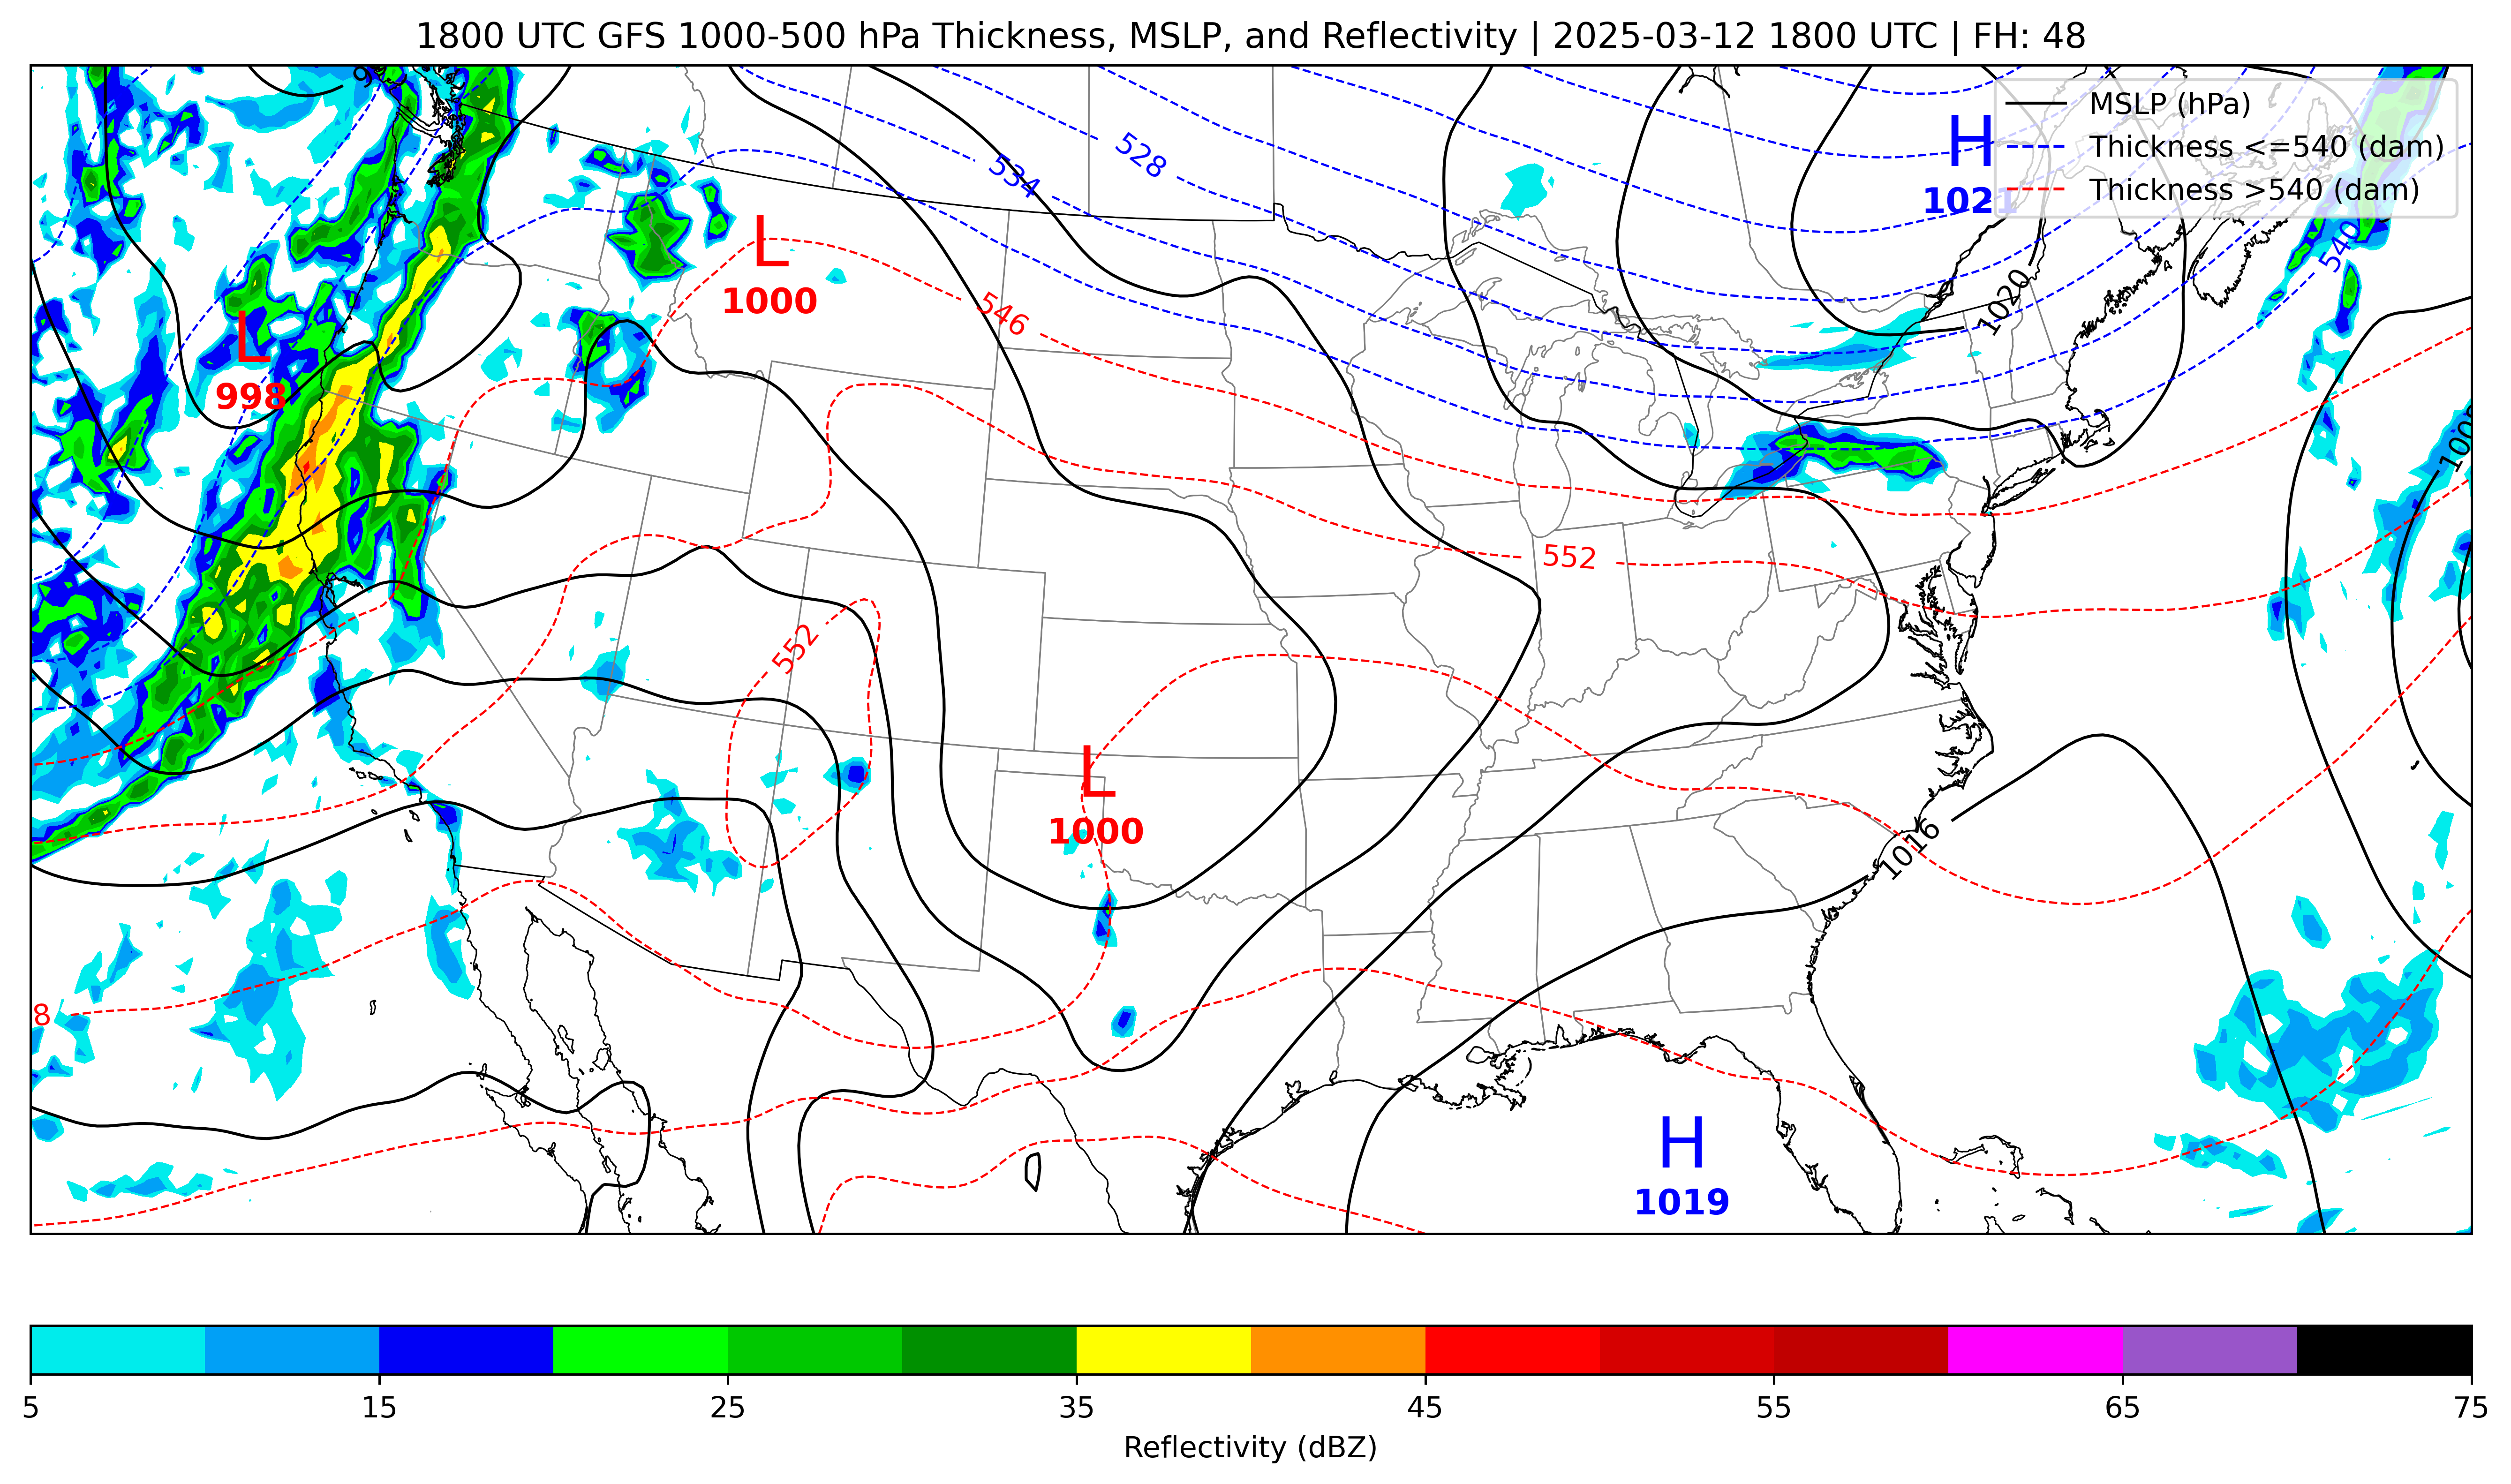 1800 UTC GFS 1000-500 hPa Thickness, MSLP, and Reflectivity | 2025-03-12 1800 UTC | FH: 48
MSLP (hPa)
Thickness <=540 (dam)
Thickness >540 (dam)
H
1021
528
534
540
L
1000
546
1020
L
998
552
552
L
1000
1016
8
H
1019
5 15 25 35 45 55 65 75
Reflectivity (dBZ)